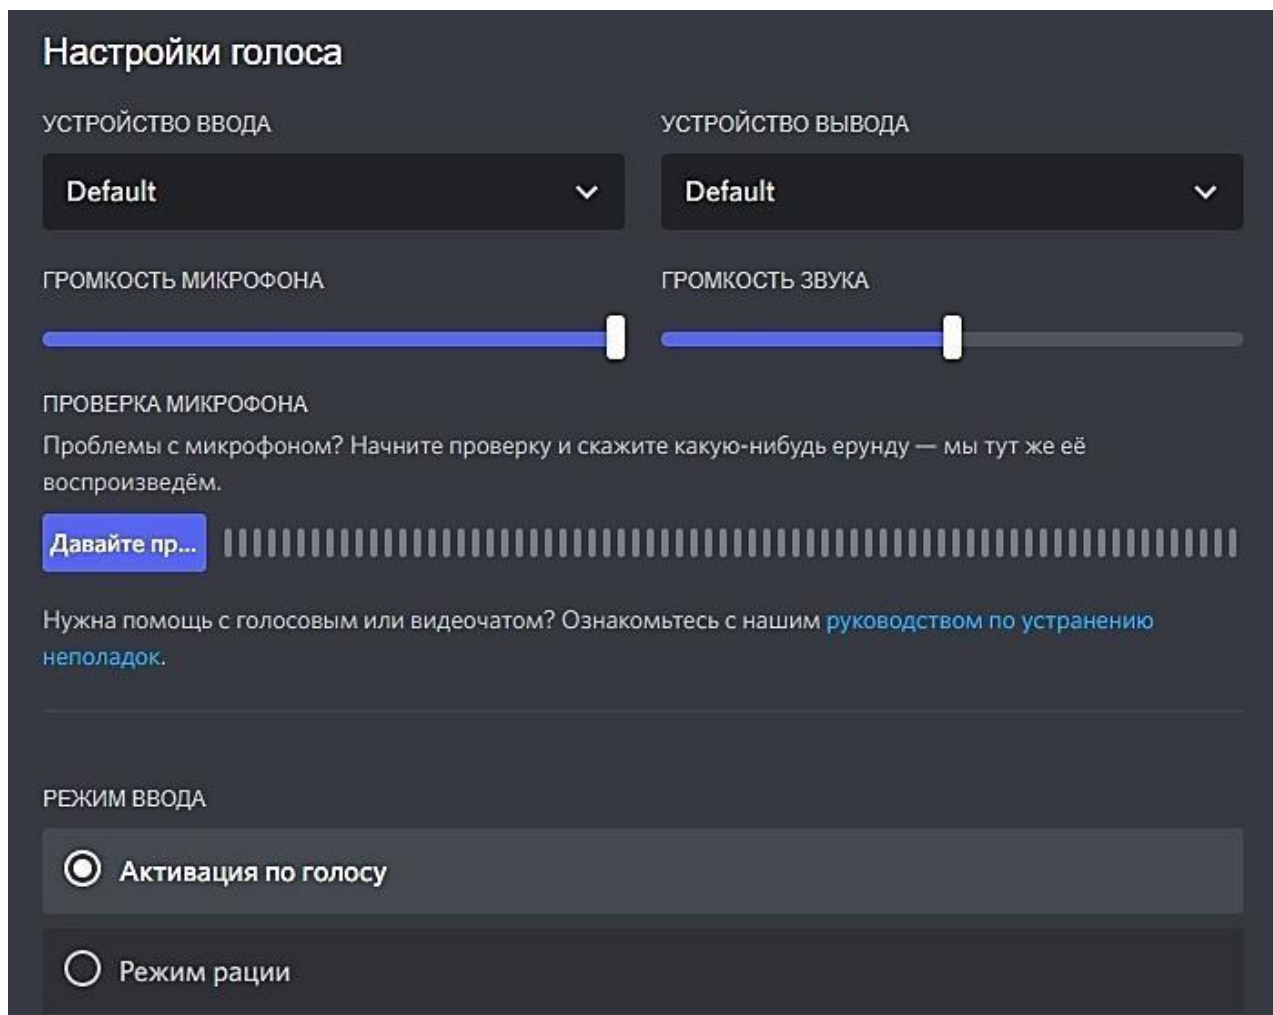 Настройки голоса
УСТРОЙСТВО ВВОДА
УСТРОЙСТВО ВЫВОДА
Default
Default
ГРОМКОСТЬ МИКРОФОНА
ГРОМКОСТЬ ЗВУКА
ПРОВЕРКА МИКРОФОНА
Проблемы с микрофоном? Начните проверку и скажите какую-нибудь ерунду — мы тут же её
воспроизведём.
Давайте пр...
Нужна помощь с голосовым или видеочатом? Ознакомьтесь с нашим руководством по устранению
неполадок.
РЕЖИМ ВВОДА
Активация по голосу
Режим рации